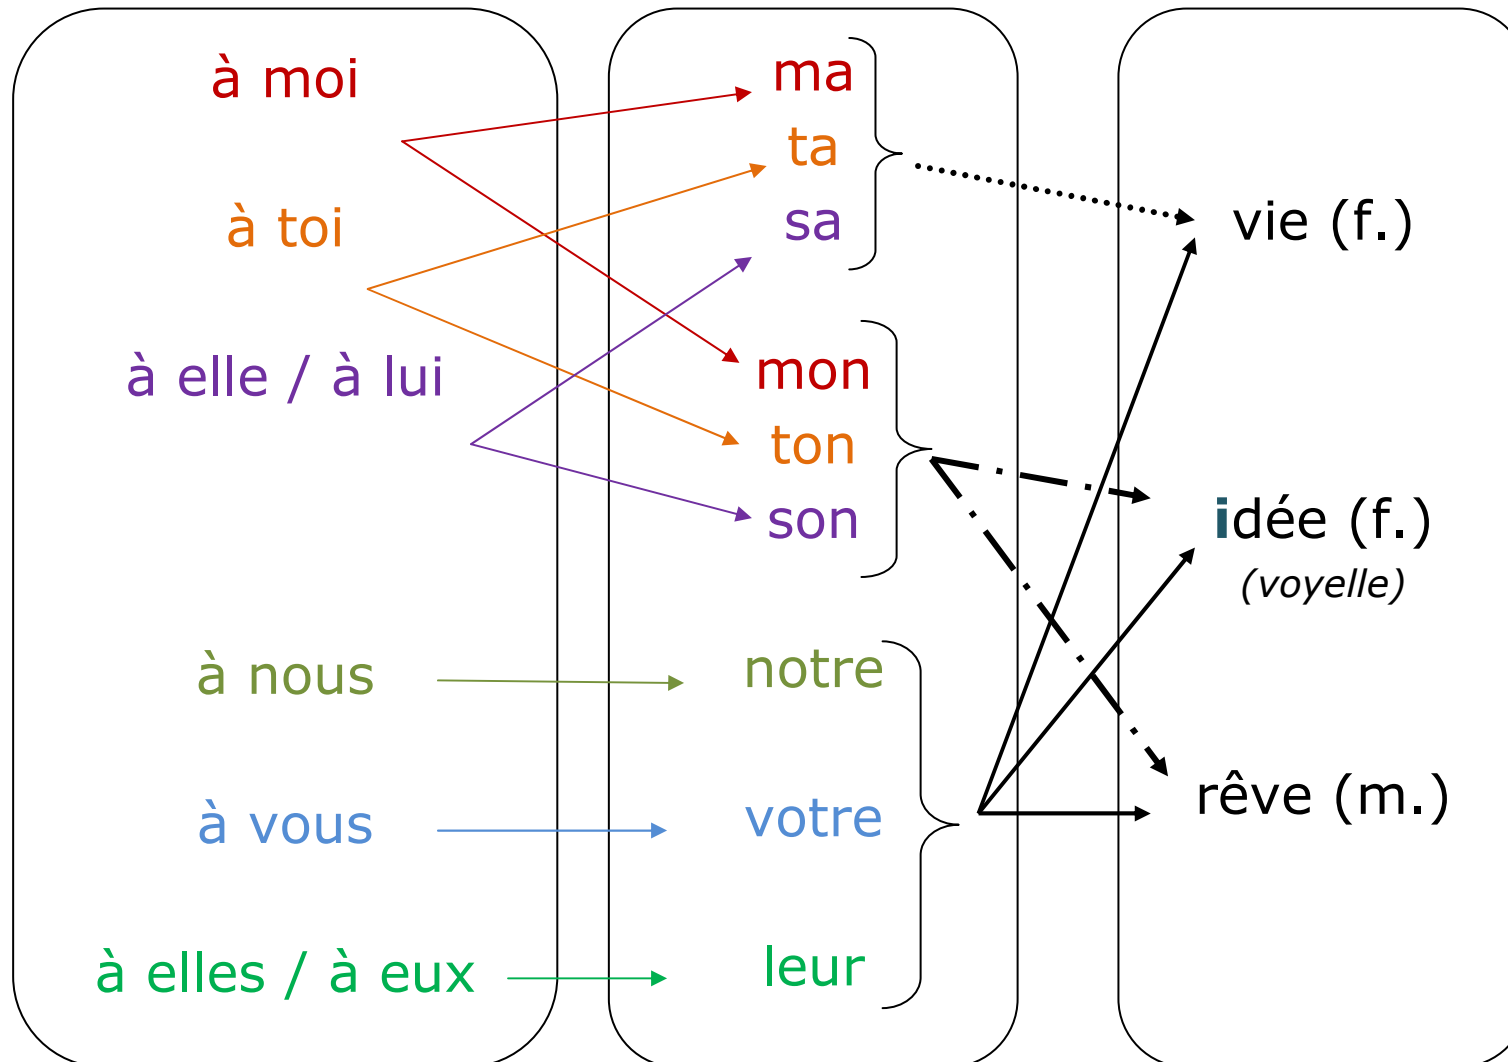 à moi
à toi
à elle / à lui
à nous
à vous
à elles / à eux
ma
ta
sa
mon
ton
son
notre
votre
leur
vie (f.)
idée (f.)
(voyelle)
rêve (m.)